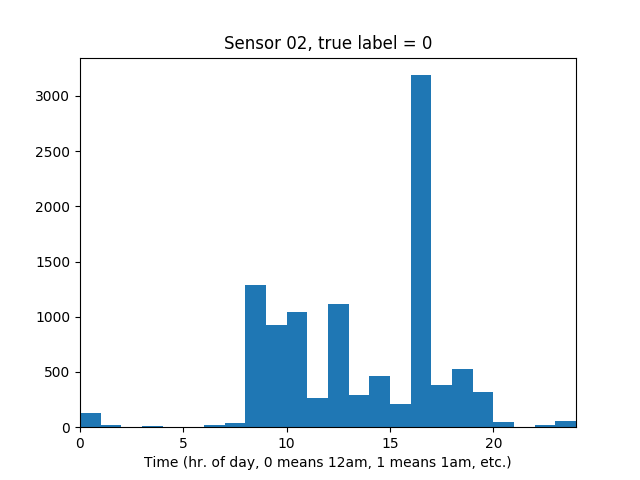 Sensor 02, true label = 0
3000
2500
2000
1500
1000
500
0
0 5 10 15 20
Time (hr. of day, 0 means 12am, 1 means 1am, etc.)